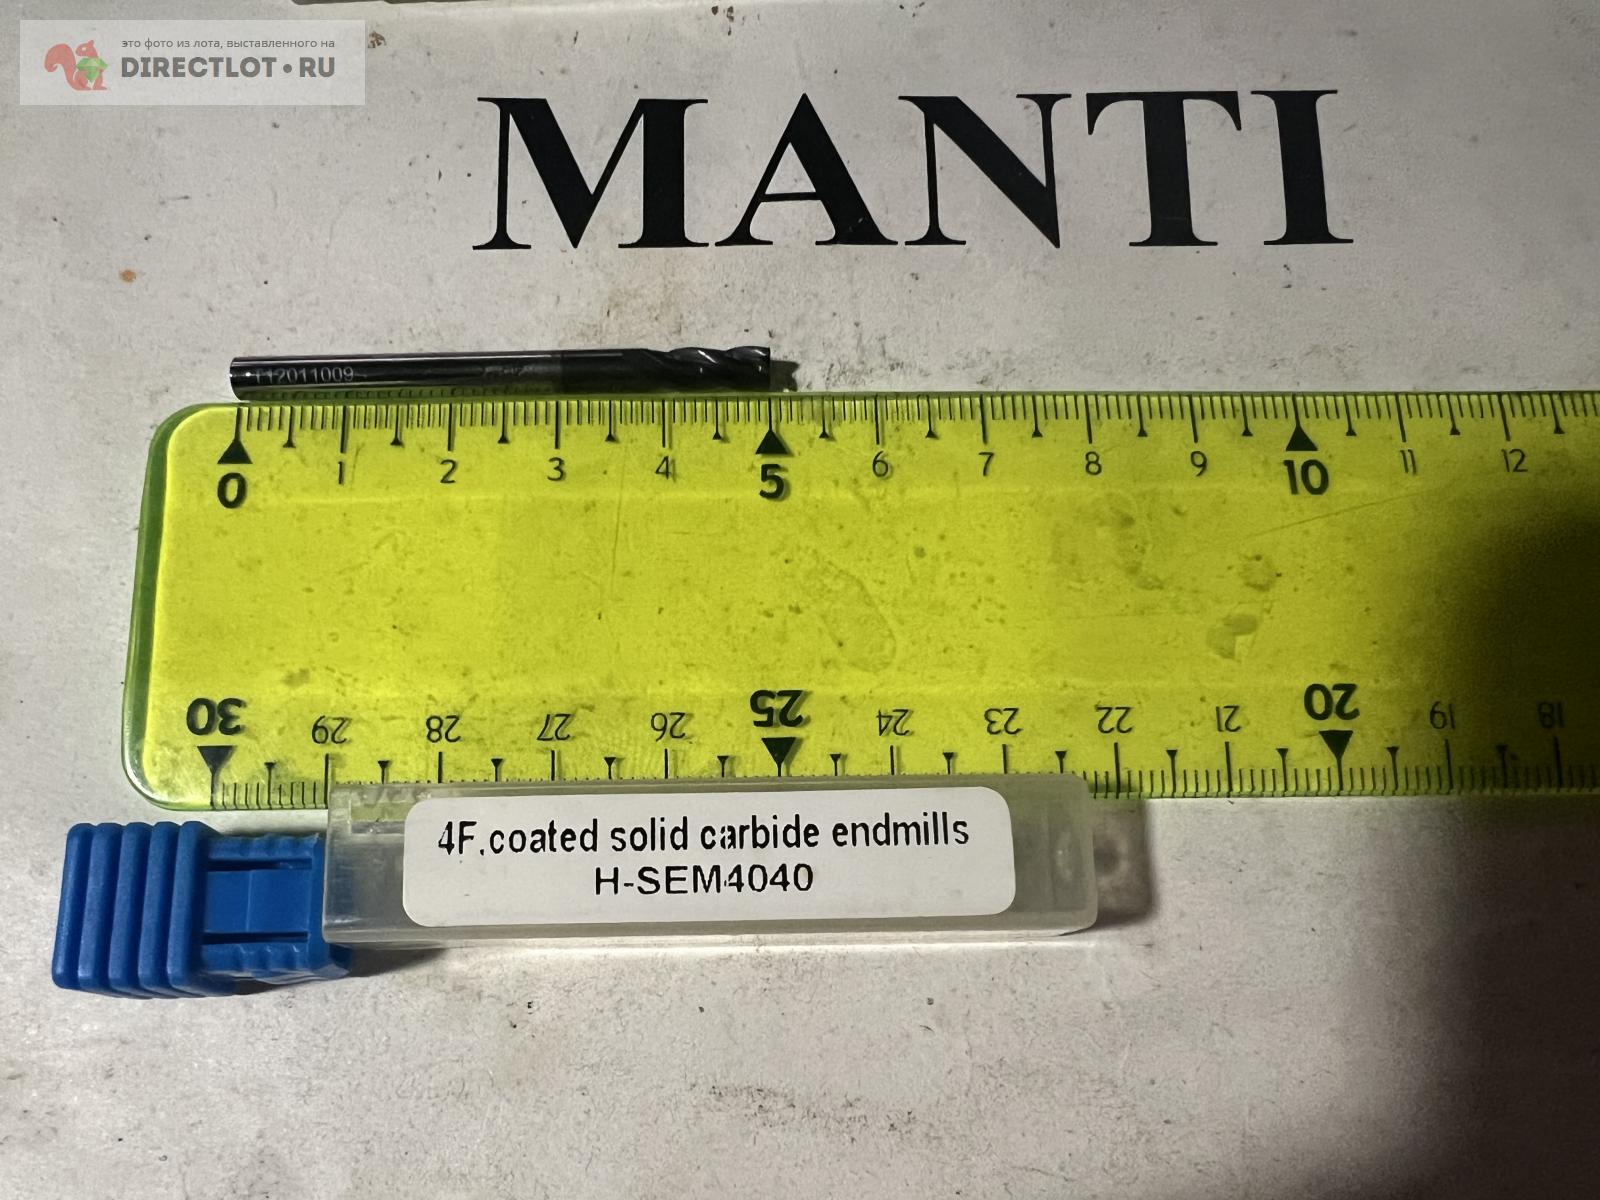 это фото из лота, выставленного на
DIRECTLOT•RU
MANTI
T12011009
0 1 2 3 4 5 6 7 8 9 10 11 12
30 29 28 27 26 25 24 23 22 21 20 19 18
4F.coated solid carbide endmills
H-SEM4040